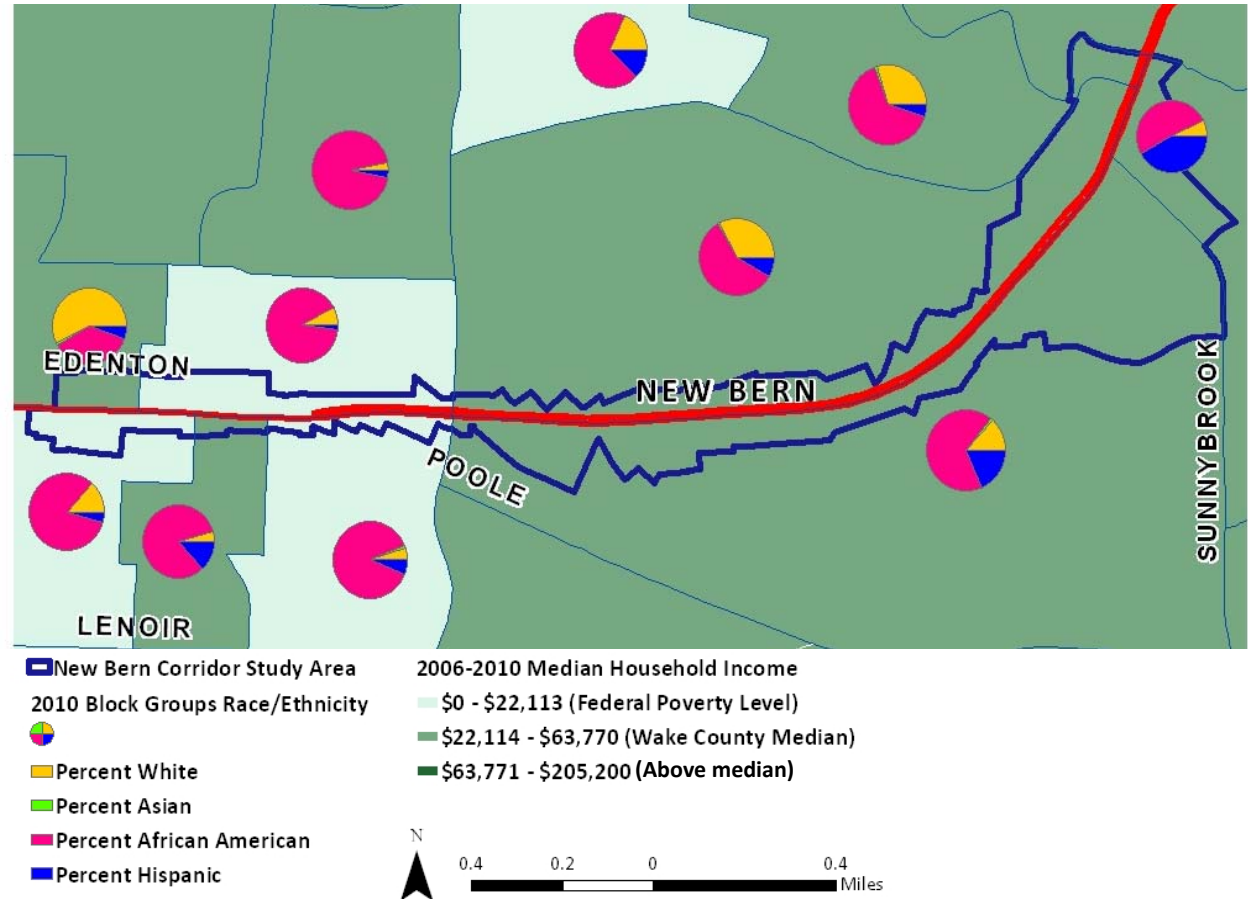 EDENTON
NEW BERN
POOLE
SUNNYBROOK
LENOIR
New Bern Corridor Study Area
2010 Block Groups Race/Ethnicity
Percent White
Percent Asian
Percent African American
Percent Hispanic
2006-2010 Median Household Income
$0 - $22,113 (Federal Poverty Level)
$22,114 - $63,770 (Wake County Median)
$63,771 - $205,200 (Above median)
N
0.4 0.2 0 0.4
Miles